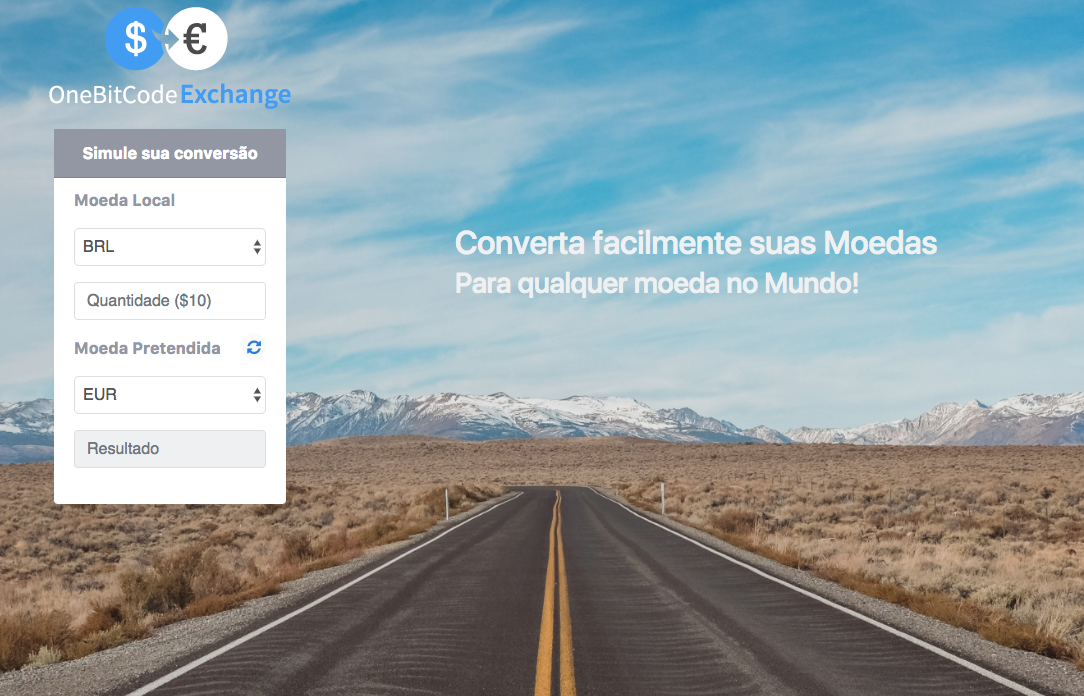 $ €
OneBitCodeExchange
Simule sua conversão
Moeda Local
BRL
Quantidade ($10)
Moeda Pretendida
EUR
Resultado
Converta facilmente suas Moedas
Para qualquer moeda no Mundo!